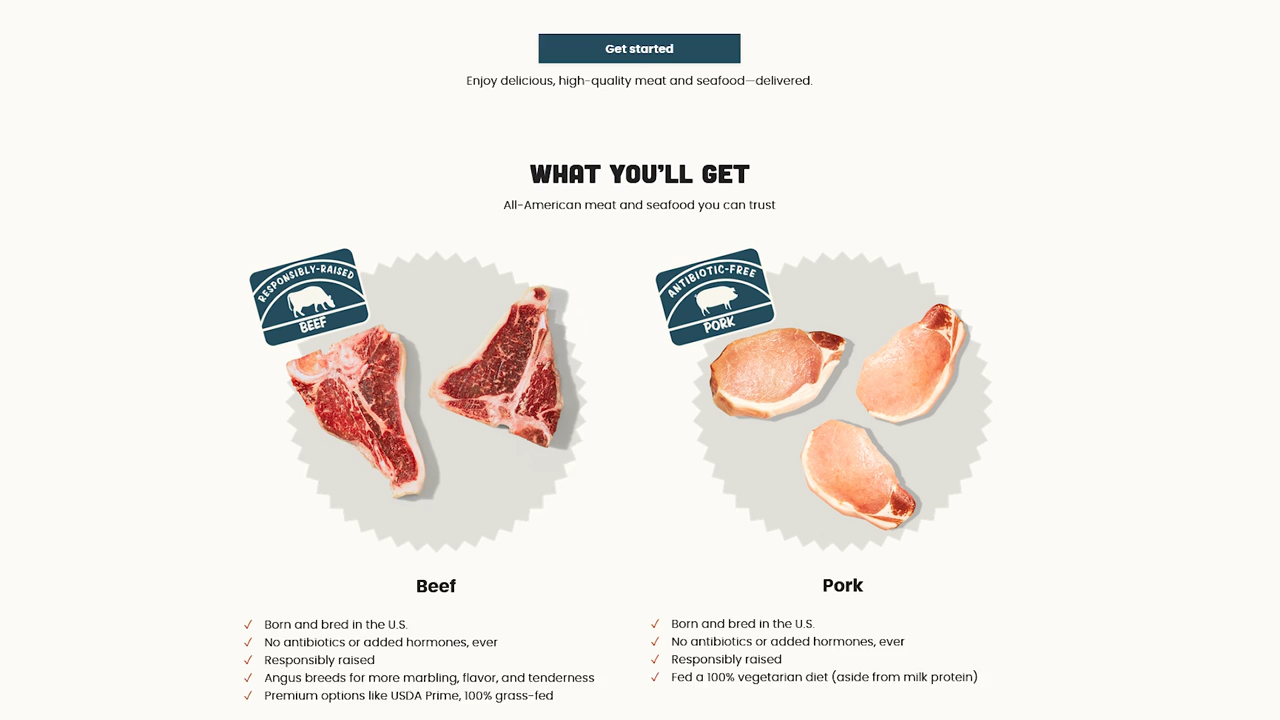 Get started
Enjoy delicious, high-quality meat and seafood—delivered.
WHAT YOU'LL GET
All-American meat and seafood you can trust
RESPONSIBLY-RAISED
BEEF
ANTIBIOTIC-FREE
PORK
Beef
✓ Born and bred in the U.S.
✓ No antibiotics or added hormones, ever
✓ Responsibly raised
✓ Angus breeds for more marbling, flavor, and tenderness
✓ Premium options like USDA Prime, 100% grass-fed
Pork
✓ Born and bred in the U.S.
✓ No antibiotics or added hormones, ever
✓ Responsibly raised
✓ Fed a 100% vegetarian diet (aside from milk protein)